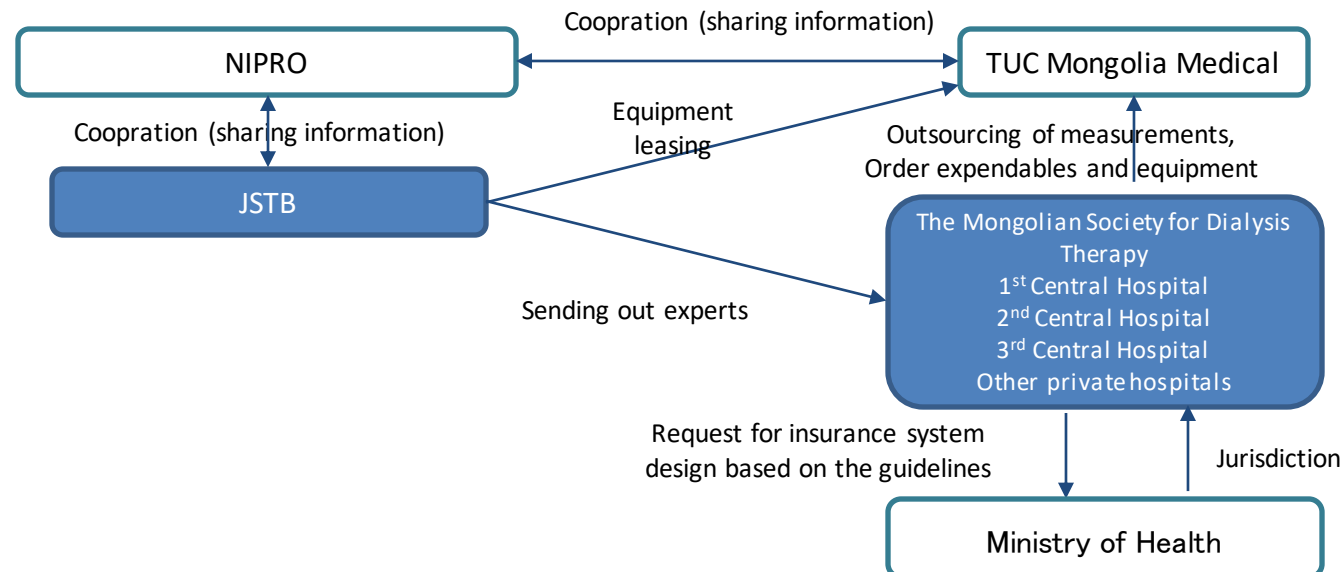 Coopration (sharing information)
NIPRO
TUC Mongolia Medical
Coopration (sharing information)
Equipment
leasing
Outsourcing of measurements,
Order expendables and equipment
JSTB
The Mongolian Society for Dialysis
Therapy
1st Central Hospital
2nd Central Hospital
3rd Central Hospital
Other private hospitals
Sending out experts
Request for insurance system
design based on the guidelines
Jurisdiction
Ministry of Health